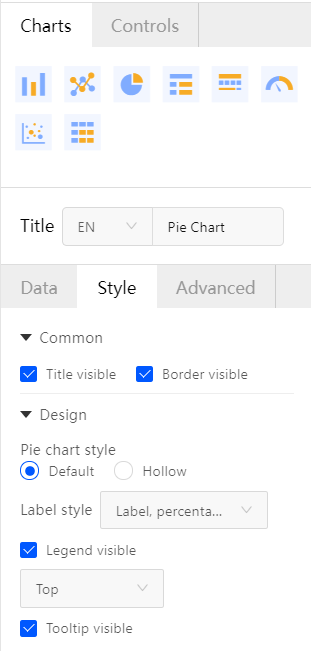 Charts Controls
Title EN Pie Chart
Data Style Advanced
Common
Title visible Border visible
Design
Pie chart style
Default Hollow
Label style Label, percenta...
Legend visible
Top
Tooltip visible